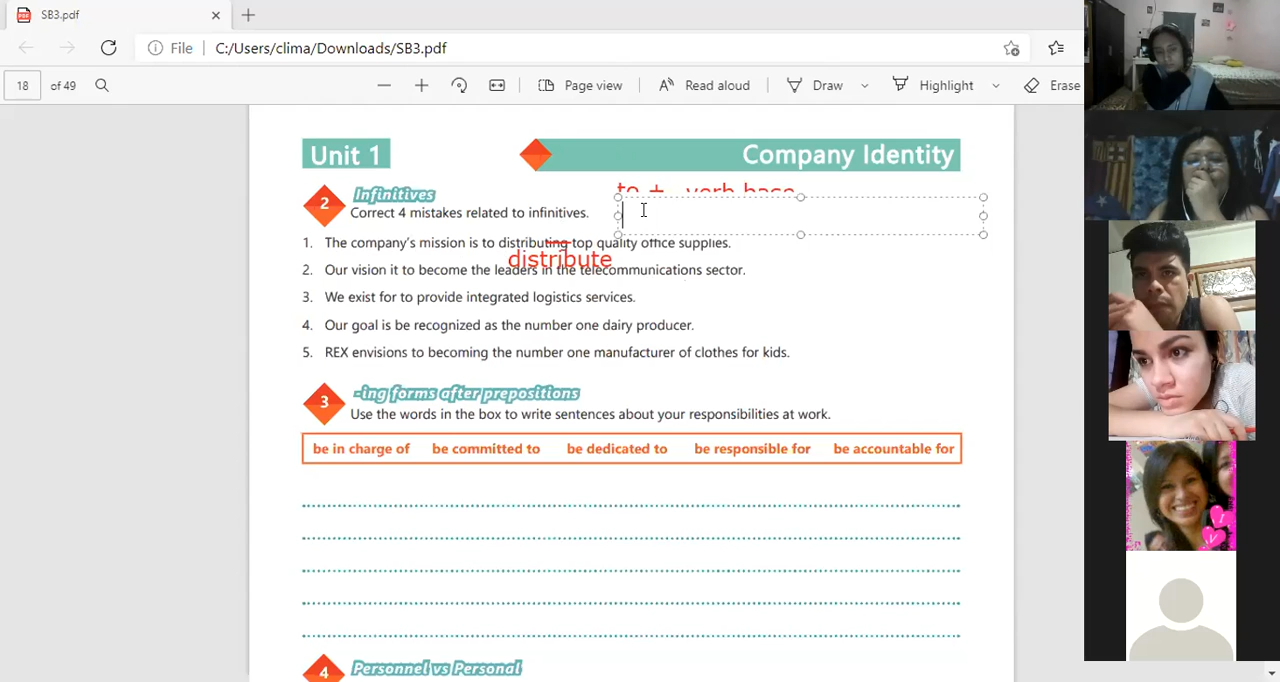 SB3.pdf
File C:/Users/clima/Downloads/SB3.pdf
18 of 49 Page view Read aloud Draw Highlight Erase
Unit 1 Company Identity
to + verb base
2 Infinitives
Correct 4 mistakes related to infinitives.
1. The company's mission is to distributing top quality office supplies.
distribute
2. Our vision it to become the leaders in the telecommunications sector.
3. We exist for to provide integrated logistics services.
4. Our goal is be recognized as the number one dairy producer.
5. REX envisions to becoming the number one manufacturer of clothes for kids.
3 -ing forms after prepositions
Use the words in the box to write sentences about your responsibilities at work.
be in charge of be committed to be dedicated to be responsible for be accountable for
4 Personnel vs Personal